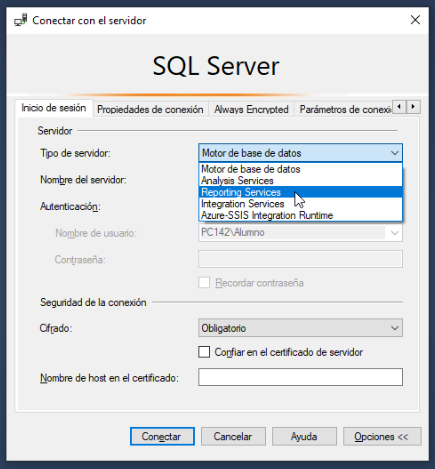 Conectar con el servidor
SQL Server
Inicio de sesión
Propiedades de conexión
Always Encrypted
Parámetros de conexi
Servidor
Tipo de servidor:
Motor de base de datos
Motor de base de datos
Analysis Services
Reporting Services
Integration Services
Azure-SSIS Integration Runtime
Nombre del servidor:
Autenticación:
Nombre de usuario:
PC142\Alumno
Contraseña:
Recordar contraseña
Seguridad de la conexión
Cifrado:
Obligatorio
Confiar en el certificado de servidor
Nombre de host en el certificado:
Conectar
Cancelar
Ayuda
Opciones <<